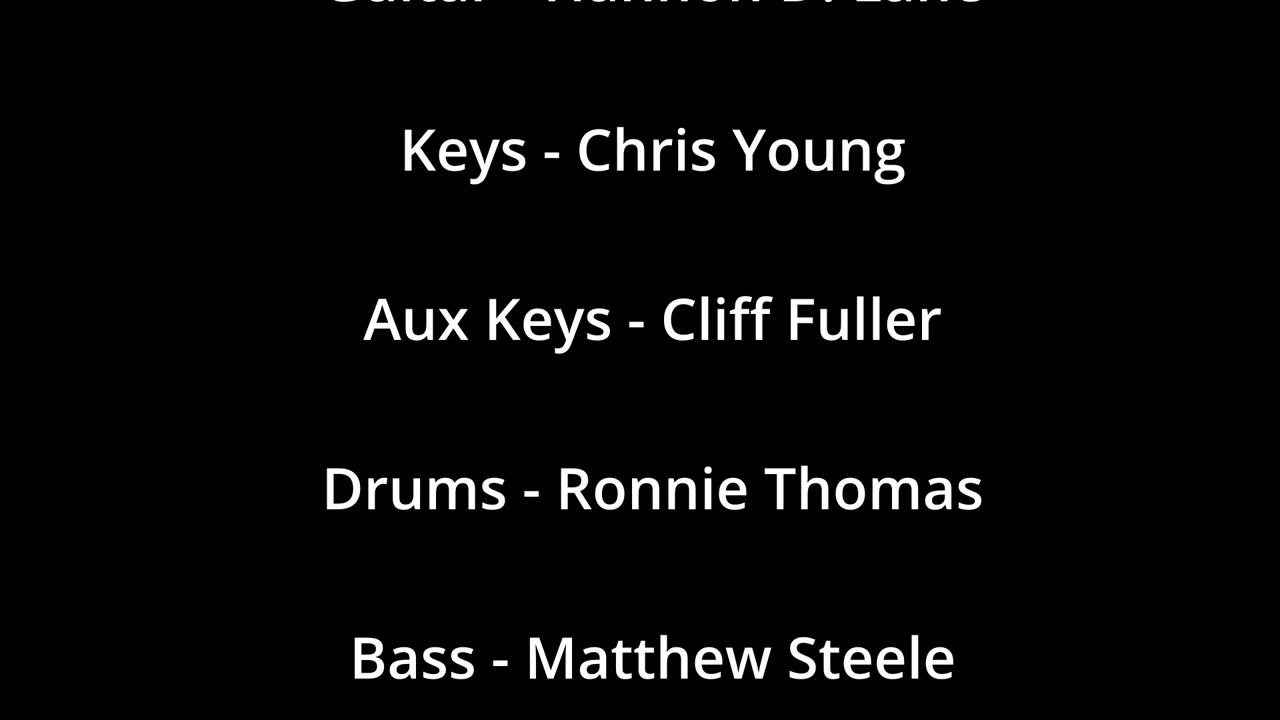 Keys - Chris Young
Aux Keys - Cliff Fuller
Drums - Ronnie Thomas
Bass - Matthew Steele